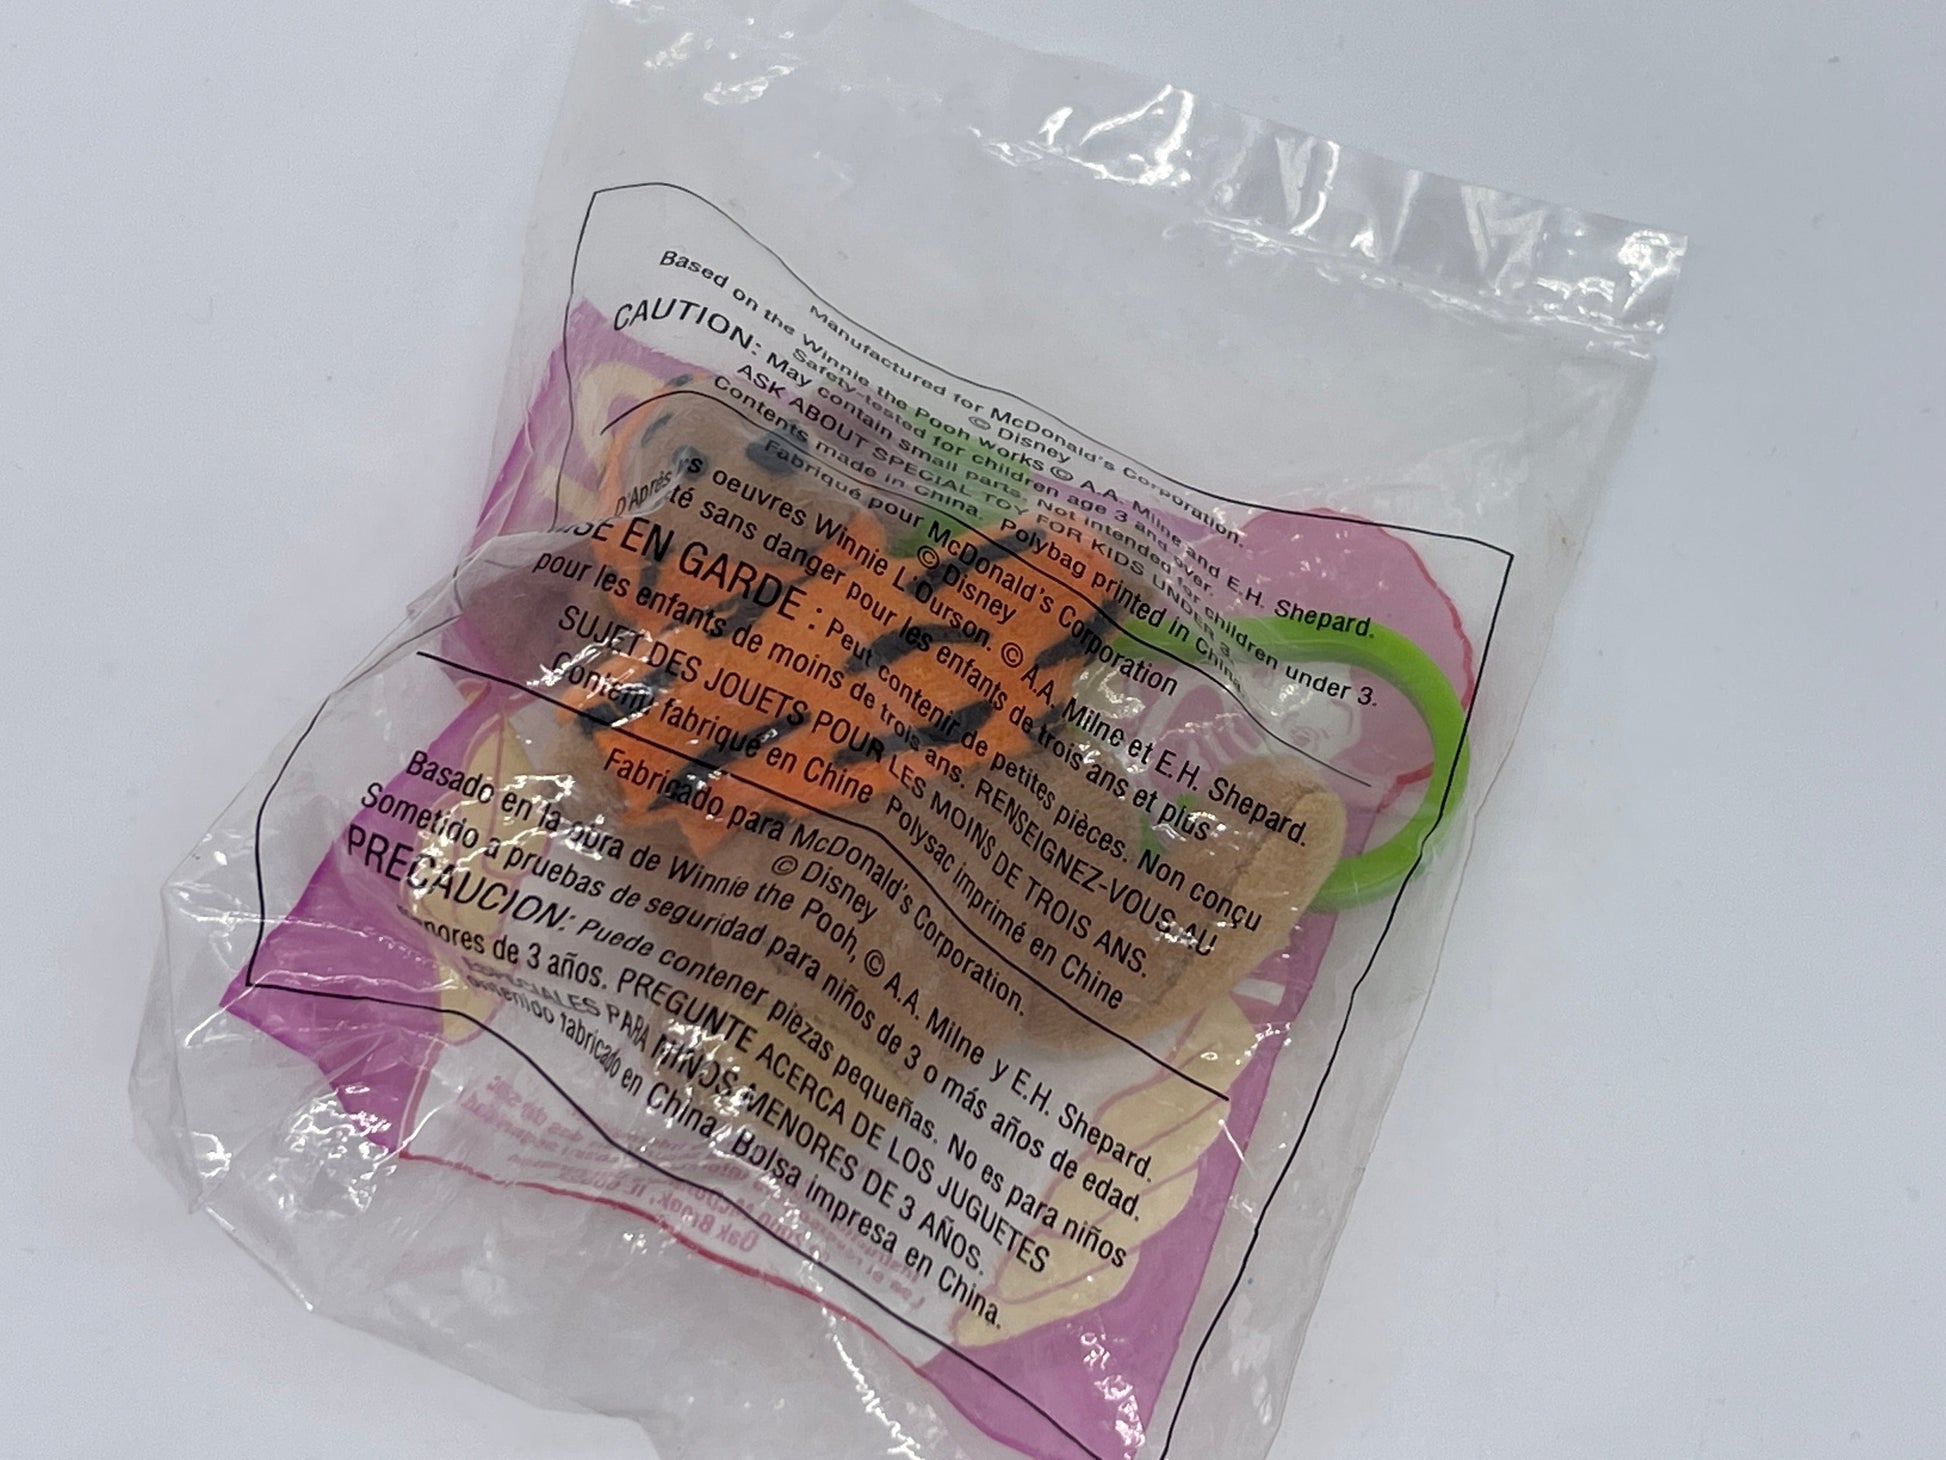 Manufactured for McDonald's Corporation.
© Disney
Based on the Winnie the Pooh works © A.A. Milne and E.H. Shepard.
Safety-tested for children age 3 and over.
CAUTION: May contain small parts. Not intended for children under 3.
ASK ABOUT SPECIAL TOY FOR KIDS UNDER 3.
Contents made in China. Polybag printed in China.
Fabriqué pour McDonald's Corporation
© Disney
D'Après oeuvres Winnie L'Ourson. © A.A. Milne et E.H. Shepard.
té sans danger pour les enfants de trois ans et plus
EN GARDE : Peut contenir de petites pièces. Non conçu
pour les enfants de moins de trois ans. RENSEIGNEZ-VOUS AU
SUJET DES JOUETS POUR LES MOINS DE TROIS ANS.
Contenu fabriqué en Chine Polysac imprimé en Chine
Fabricado para McDonald's Corporation.
© Disney
Basado en la obra de Winnie the Pooh, © A.A. Milne y E.H. Shepard.
Sometido a pruebas de seguridad para niños de 3 o más años de edad.
PRECAUCION: Puede contener piezas pequeñas. No es para niños
menores de 3 años. PREGUNTE ACERCA DE LOS JUGUETES
ESPECIALES PARA NIÑOS MENORES DE 3 AÑOS.
Contenido fabricado en China. Bolsa impresa en China.